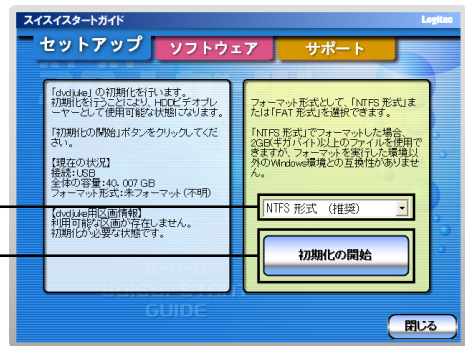 スイスイスタートガイド
Logitec
セットアップ
ソフトウェア
サポート
「dvdjuke」の初期化を行います。
初期化を行うことにより、HDDビデオプレ
ーヤーとして使用可能な状態になります。
「初期化の開始」ボタンをクリックしてくだ
さい。
【現在の状況】
接続:USB
全体の容量:40.007 GB
フォーマット形式:未フォーマット(不明)
【dvdjuke用区画情報】
利用可能な区画が存在しません。
初期化が必要な状態です。
フォーマット形式として、「NTFS 形式」ま
たは「FAT 形式」を選択できます。
「NTFS 形式」でフォーマットした場合、
2GB(ギガバイト)以上のファイルを使用で
きますが、フォーマットを実行した環境以
外のWindows環境との互換性がありませ
ん。
NTFS 形式 (推奨)
初期化の開始
GUIDE
閉じる